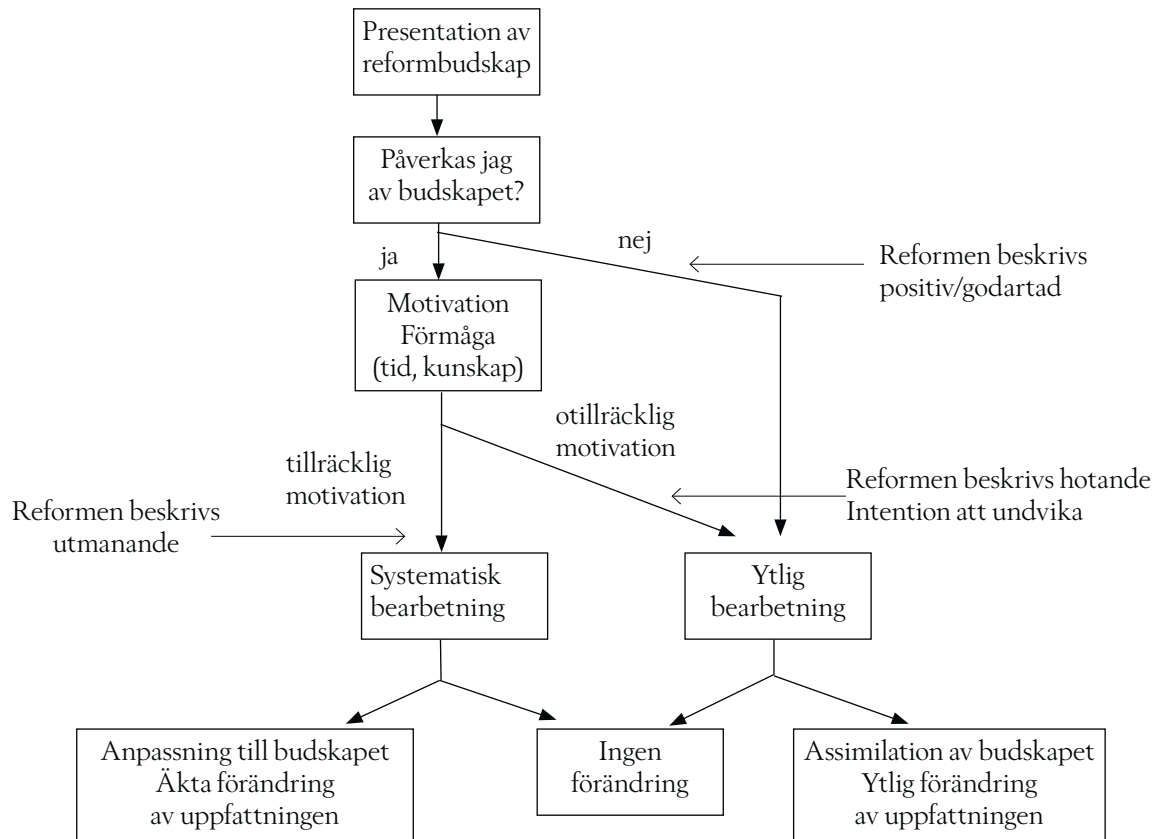 Presentation av
reformbudskap
Påverkas jag
av budskapet?
ja
nej
Reformen beskrivs
positiv/godartad
Motivation
Förmåga
(tid, kunskap)
otillräcklig
motivation
tillräcklig
motivation
Reformen beskrivs hotande
Intention att undvika
Reformen beskrivs
utmanande
Systematisk
bearbetning
Ytlig
bearbetning
Anpassning till budskapet
Äkta förändring
av uppfattningen
Ingen
förändring
Assimilation av budskapet
Ytlig förändring
av uppfattningen